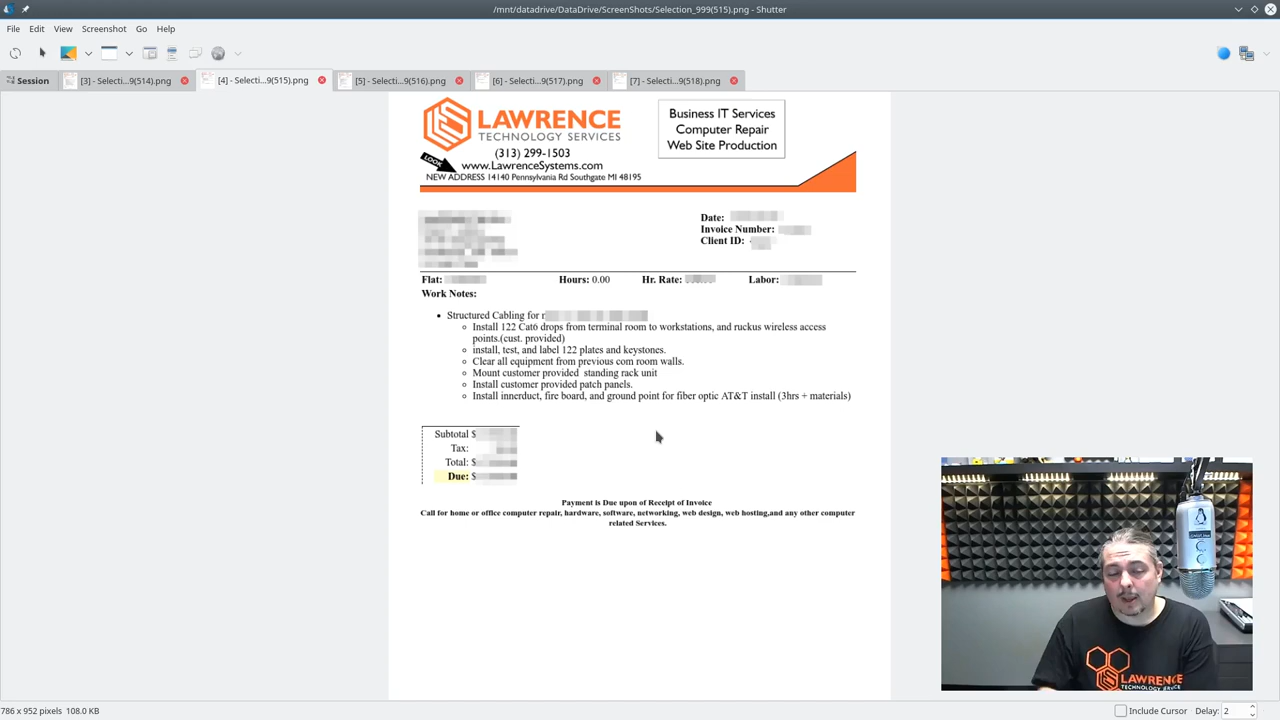 /mnt/datadrive/DataDrive/ScreenShots/Selection_999(515).png - Shutter
File Edit View Screenshot Go Help
Session [3] - Selecti...9(514).png [4] - Selecti...9(515).png [5] - Selecti...9(516).png [6] - Selecti...9(517).png [7] - Selecti...9(518).png
LAWRENCE
TECHNOLOGY SERVICES
(313) 299-1503
LOOK
www.LawrenceSystems.com
NEW ADDRESS 14140 Pennsylvania Rd Southgate MI 48195
Business IT Services
Computer Repair
Web Site Production
Date:
Invoice Number:
Client ID:
Flat: Hours: 0.00 Hr. Rate: Labor:
Work Notes:
Structured Cabling for
Install 122 Cat6 drops from terminal room to workstations, and ruckus wireless access
points.(cust. provided)
install, test, and label 122 plates and keystones.
Clear all equipment from previous com room walls.
Mount customer provided standing rack unit
Install customer provided patch panels.
Install innerduct, fire board, and ground point for fiber optic AT&T install (3hrs + materials)
Subtotal $
Tax:
Total: $
Due: $
Payment is Due upon of Receipt of Invoice
Call for home or office computer repair, hardware, software, networking, web design, web hosting,and any other computer
related Services.
LAWRENCE
TECHNOLOGY SERVICE
786 x 952 pixels 108.0 KB
Include Cursor Delay: 2